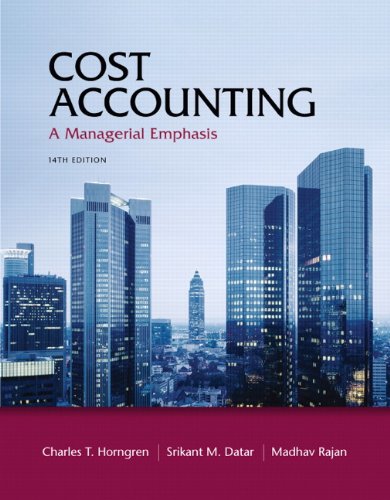 COST
ACCOUNTING
A Managerial Emphasis
14TH EDITION
Charles T. Horngren | Srikant M. Datar | Madhav Rajan